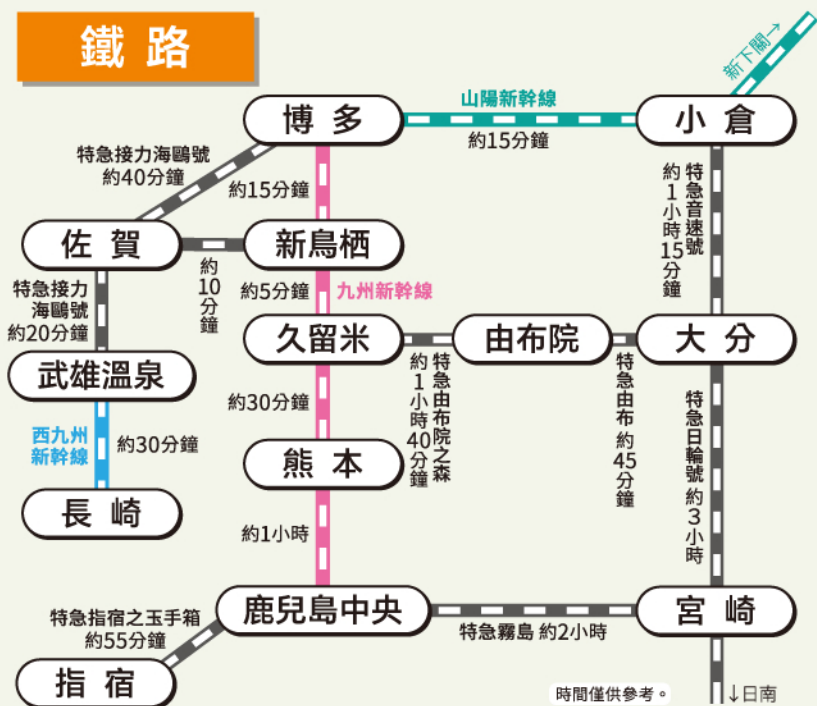 鐵路
新下關→
博多
山陽新幹線
約15分鐘
小倉
特急接力海鷗號
約40分鐘
約15分鐘
特急音速號
約1小時15分鐘
佐賀
約10分鐘
新鳥栖
特急接力
海鷗號
約20分鐘
約5分鐘
九州新幹線
武雄溫泉
久留米
特急由布院之森
約1小時40分鐘
由布院
特急由布 約45分鐘
大分
西九州
新幹線
約30分鐘
約30分鐘
特急日輪號 約3小時
長崎
熊本
約1小時
特急指宿之玉手箱
約55分鐘
鹿兒島中央
特急霧島 約2小時
宮崎
指宿
時間僅供參考。
↓日南